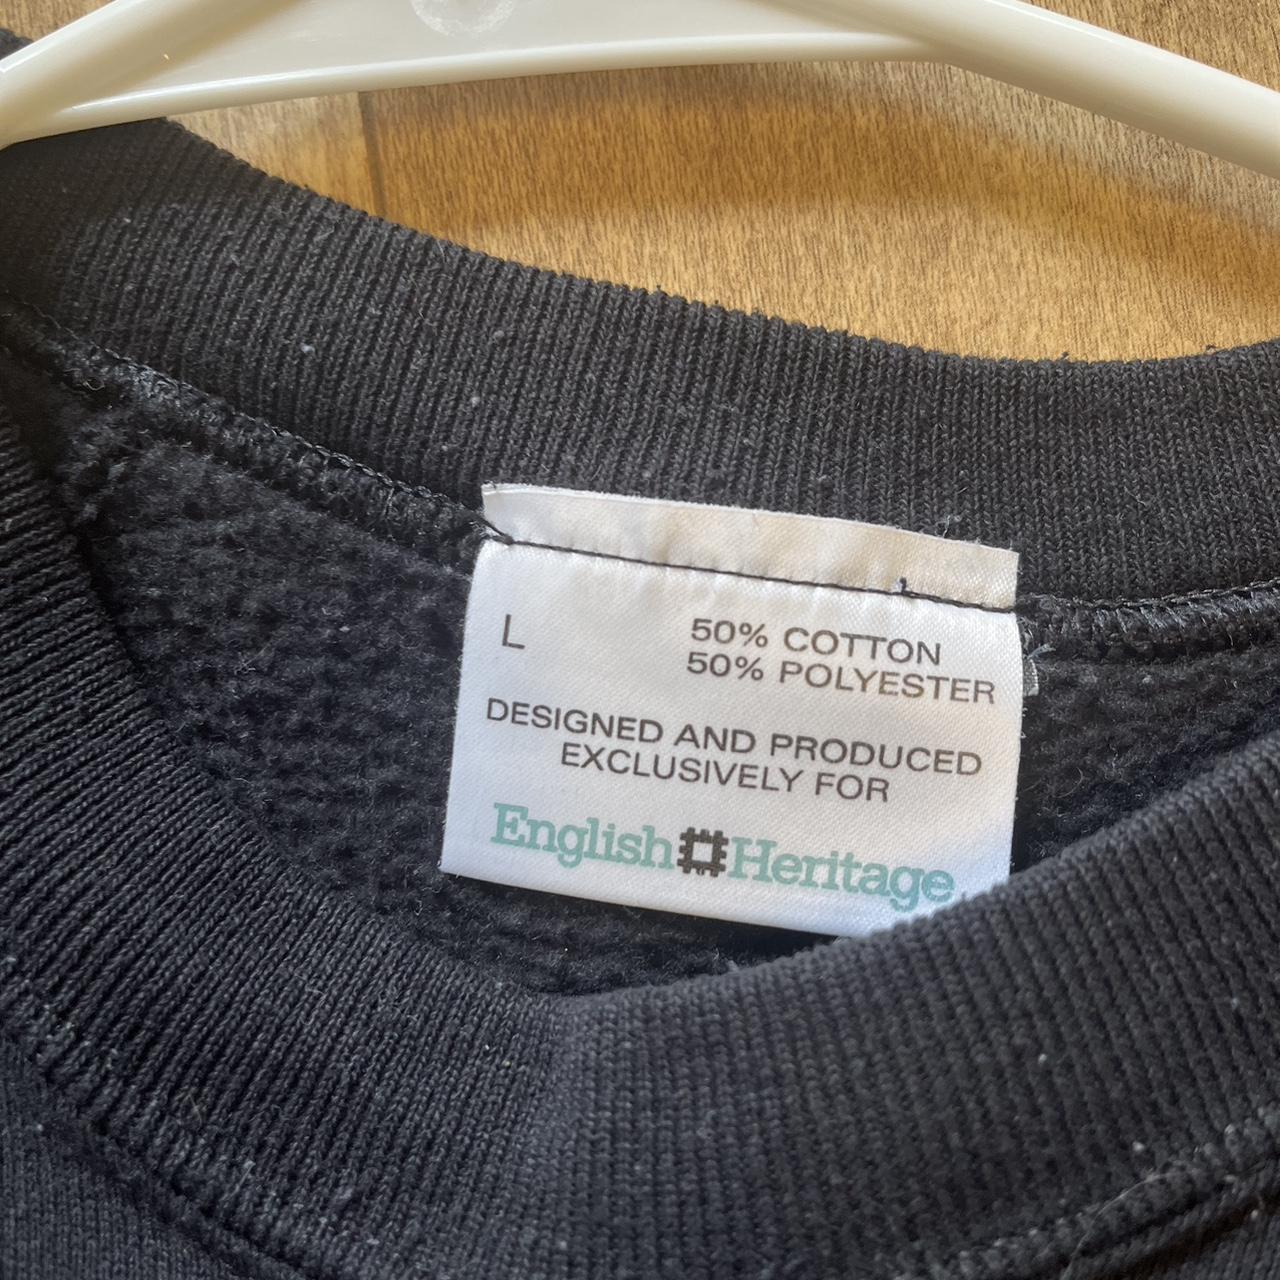 L
50% COTTON
50% POLYESTER
DESIGNED AND PRODUCED
EXCLUSIVELY FOR
English Heritage